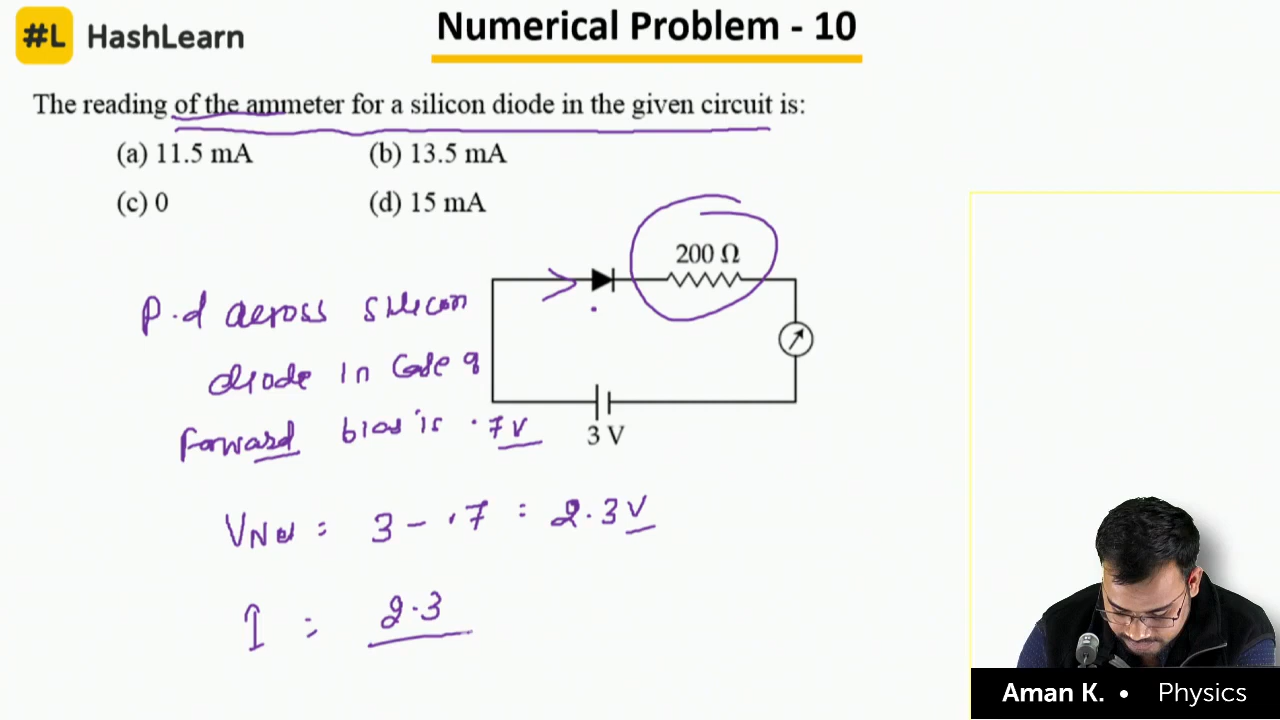 #L HashLearn
Numerical Problem - 10
The reading of the ammeter for a silicon diode in the given circuit is:
(a) 11.5 mA (b) 13.5 mA
(c) 0 (d) 15 mA
200 Ω
3 V
P.d across silicon
diode in case of
forward bias is .7V
V_Net = 3 - .7 = 2.3V
I = 2.3
Aman K. • Physics